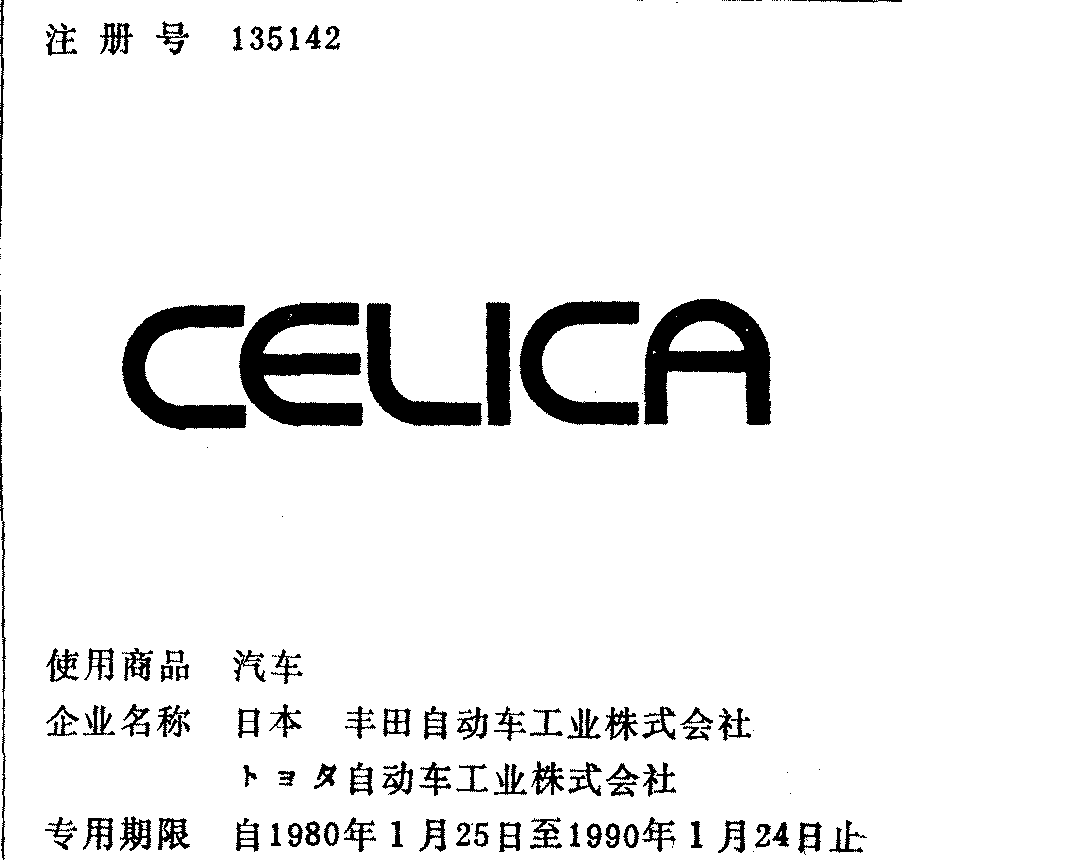 注册号 135142
CELICA
使用商品 汽车
企业名称 日本 丰田自动车工业株式会社
トヨタ自动车工业株式会社
专用期限 自1980年1月25日至1990年1月24日止